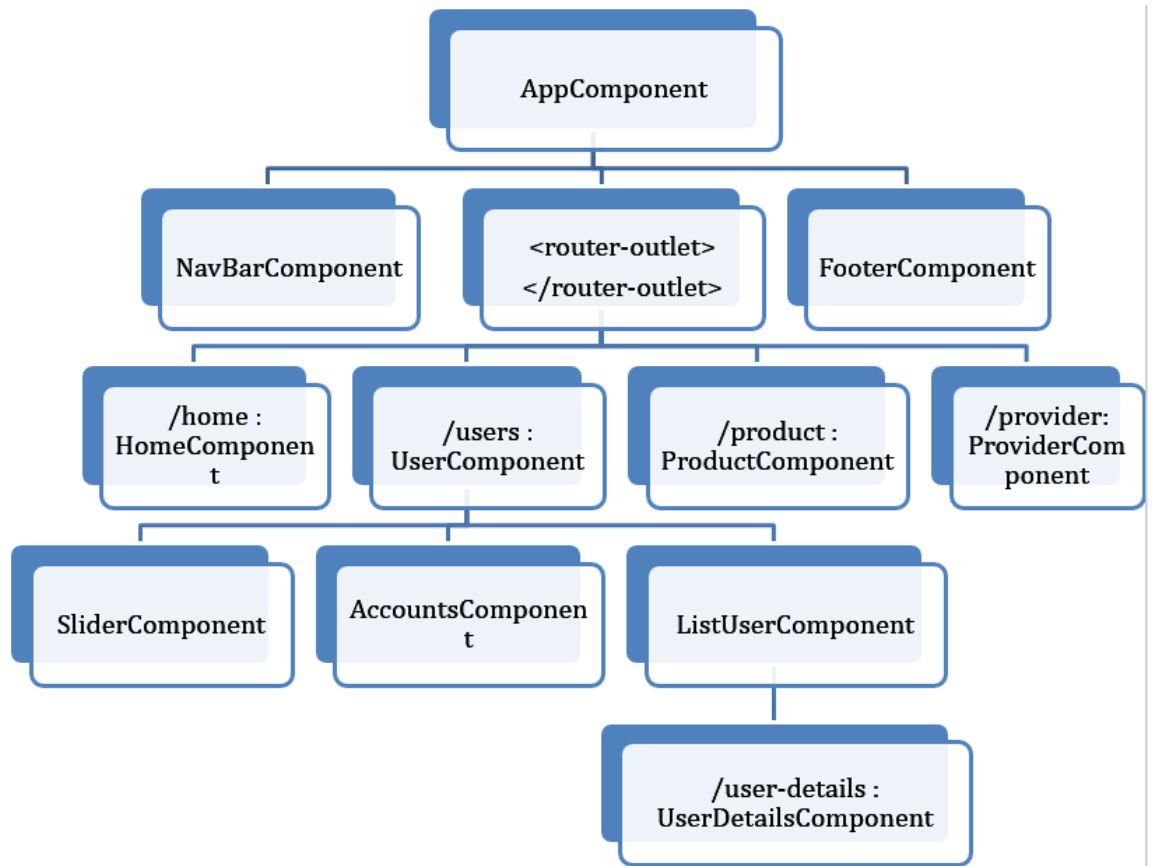 AppComponent
NavBarComponent
<router-outlet>
</router-outlet>
FooterComponent
/home :
HomeComponen
t
/users :
UserComponent
/product :
ProductComponent
/provider:
ProviderCom
ponent
SliderComponent
AccountsComponen
t
ListUserComponent
/user-details :
UserDetailsComponent